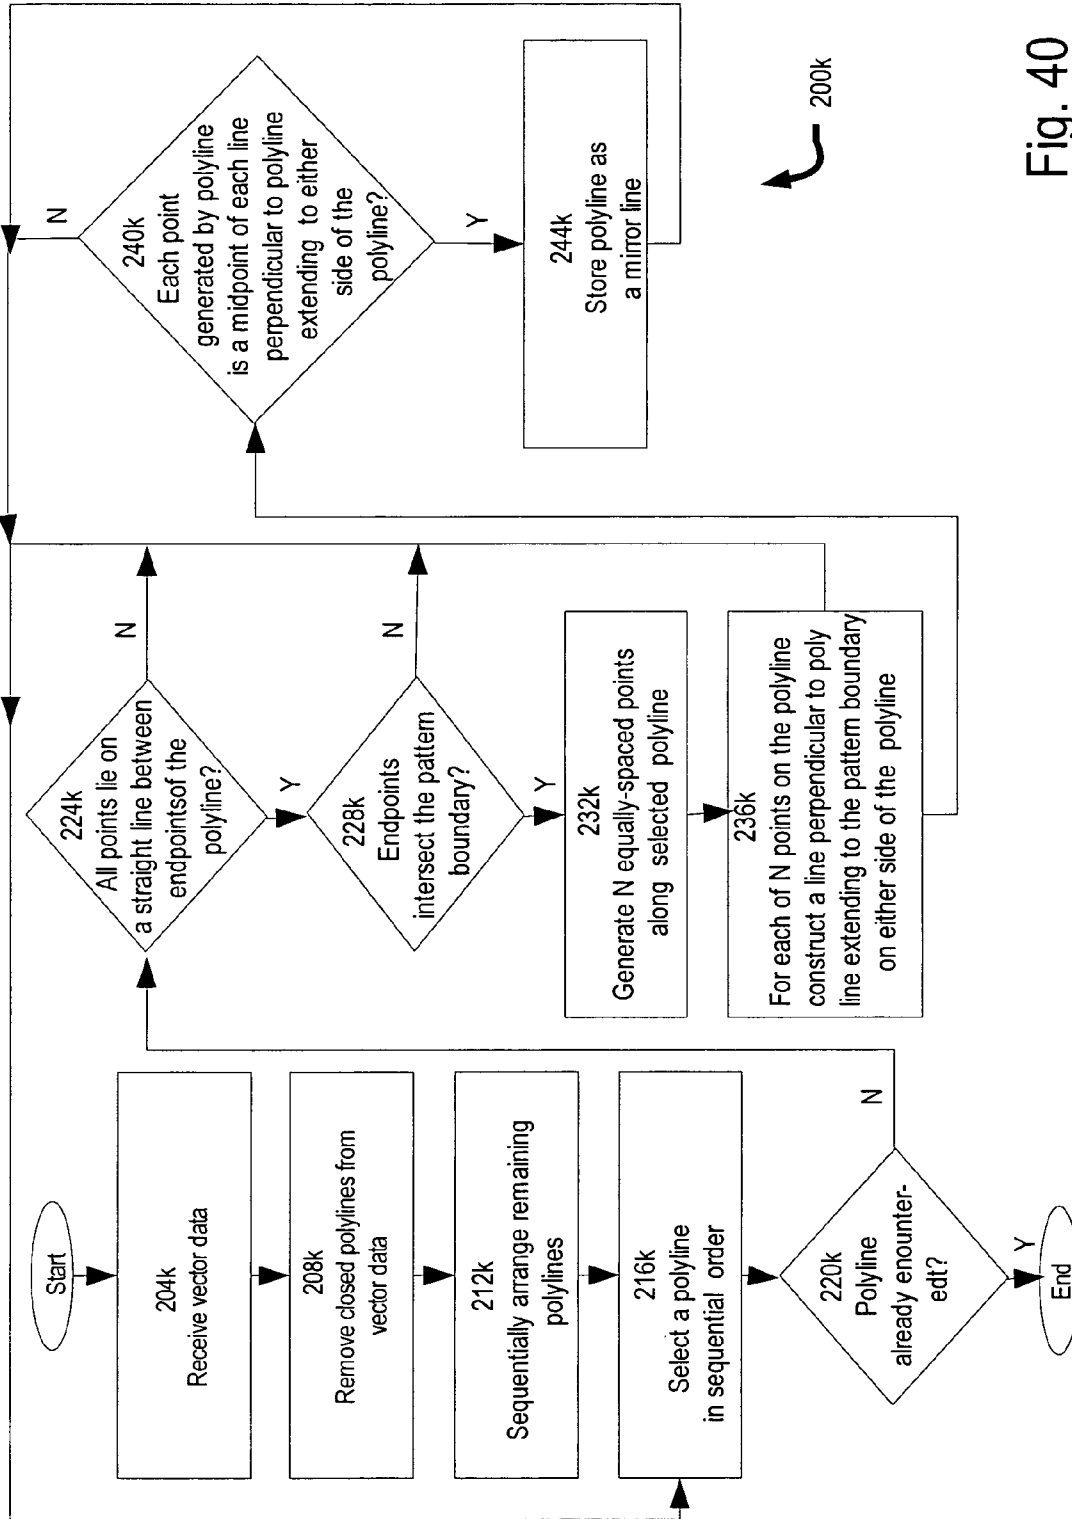 Start
204k
Receive vector data
208k
Remove closed polylines from
vector data
212k
Sequentially arrange remaining
polylines
216k
Select a polyline
in sequential order
220k
Polyline
already enounter-
edt?
N
Y
End
224k
All points lie on
a straight line between
endpointsof the
polyline?
N
Y
228k
Endpoints
intersect the pattern
boundary?
N
Y
232k
Generate N equally-spaced points
along selected polyline
236k
For each of N points on the polyline
construct a line perpendicular to poly
line extending to the pattern boundary
on either side of the polyline
240k
Each point
generated by polyline
is a midpoint of each line
perpendicular to polyline
extending to either
side of the
polyline?
N
Y
244k
Store polyline as
a mirror line
200k
Fig. 40